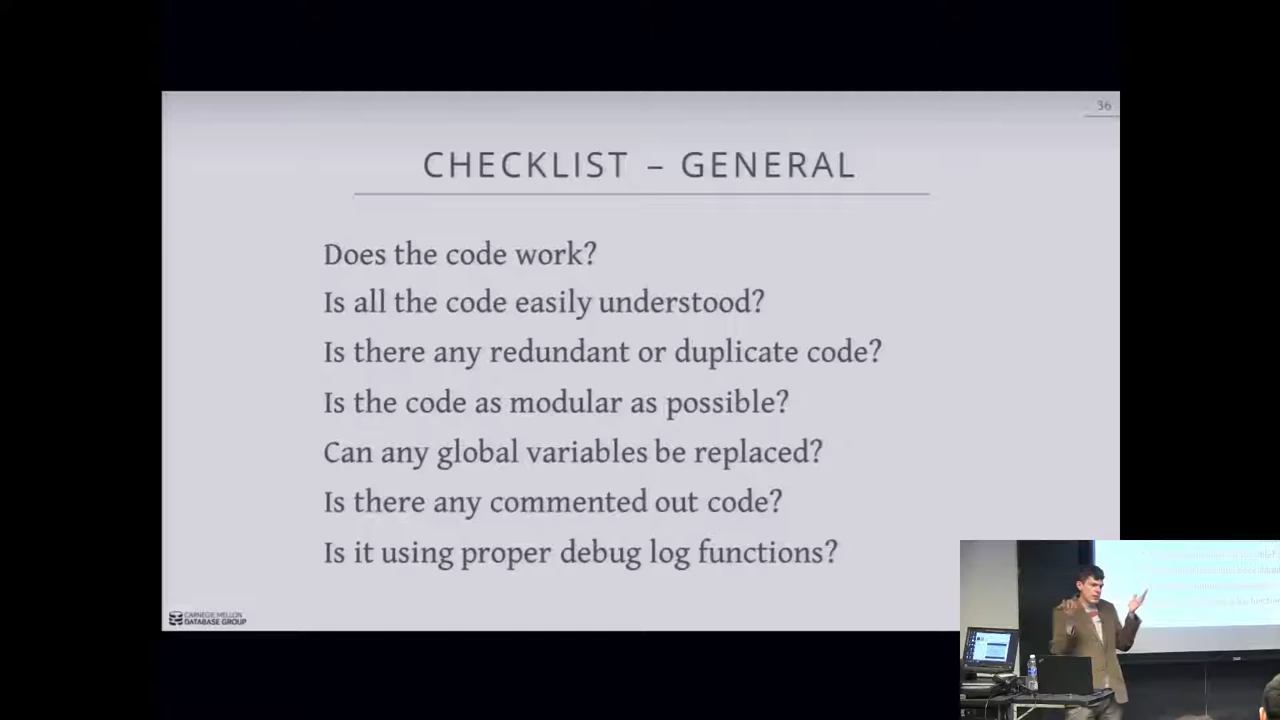 36
CHECKLIST – GENERAL
Does the code work?
Is all the code easily understood?
Is there any redundant or duplicate code?
Is the code as modular as possible?
Can any global variables be replaced?
Is there any commented out code?
Is it using proper debug log functions?
CARNEGIE MELLON
DATABASE GROUP